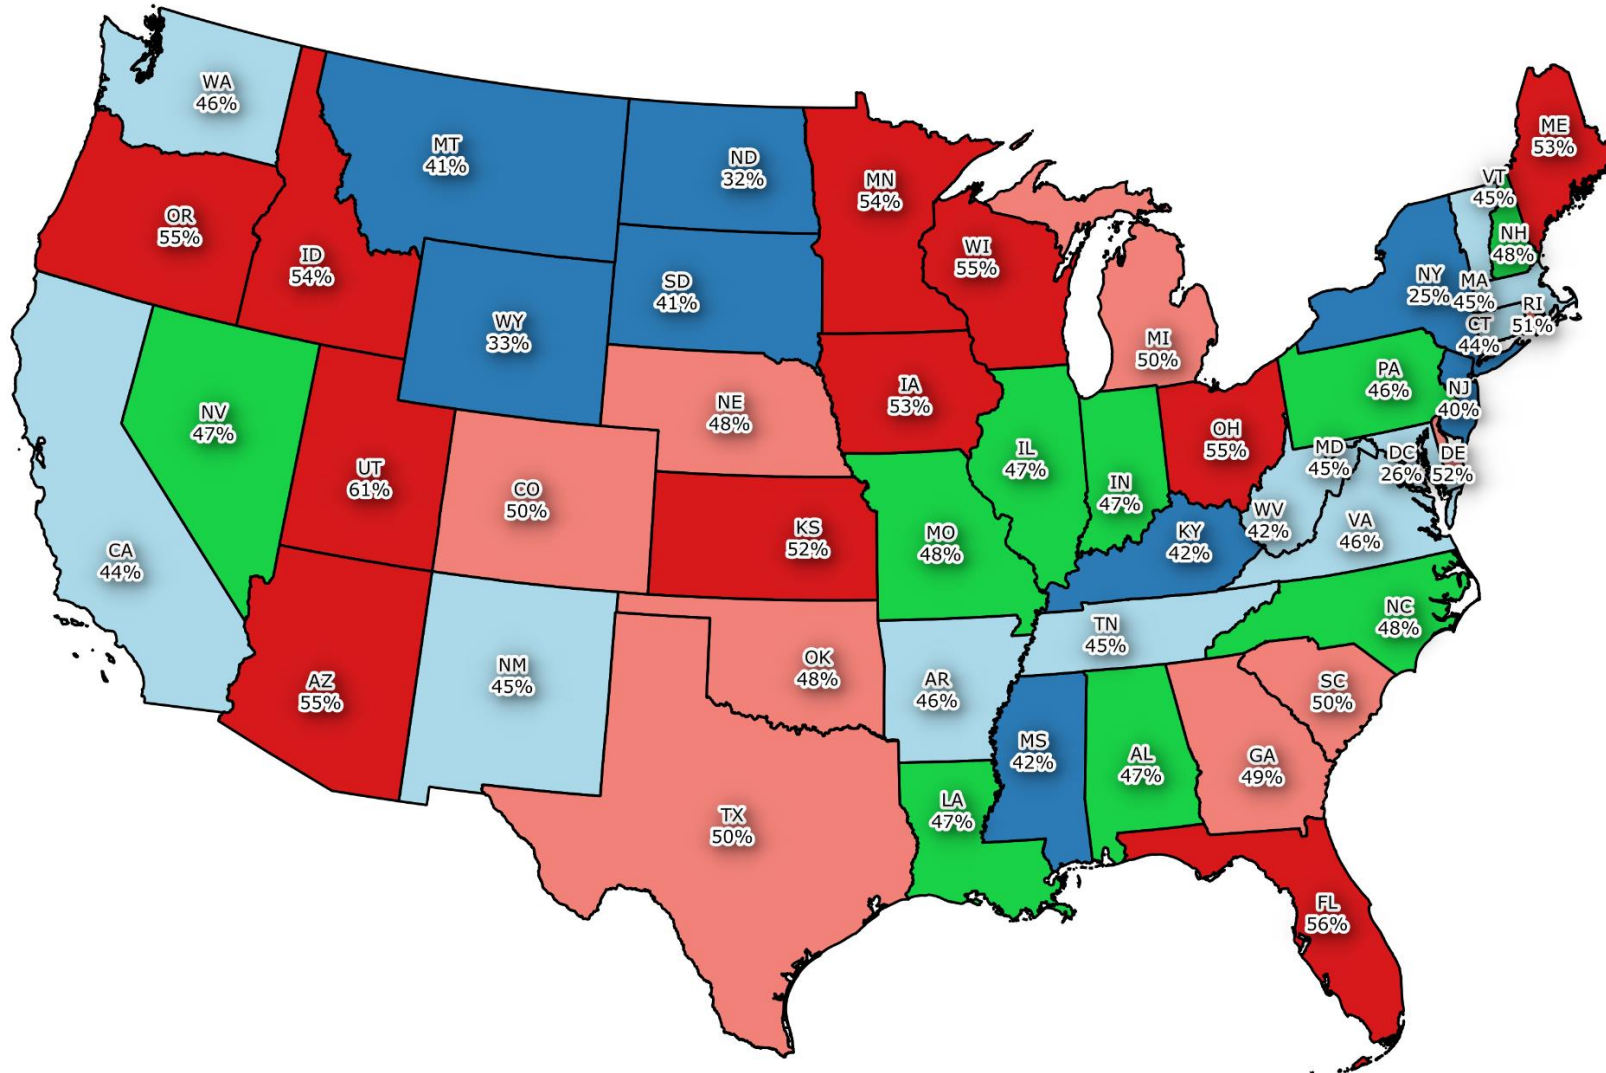 WA
46%
MT
41%
ND
32%
MN
54%
ME
53%
VT
45%
OR
55%
ID
54%
WI
55%
NH
48%
SD
41%
NY
25%
MA
45%
RI
51%
WY
33%
CT
44%
MI
50%
PA
46%
NJ
40%
NV
47%
NE
48%
IA
53%
OH
55%
IL
47%
MD
45%
DC
26%
DE
52%
UT
61%
CO
50%
IN
47%
WV
42%
KS
52%
MO
48%
KY
42%
VA
46%
CA
44%
NC
48%
TN
45%
NM
45%
AZ
55%
OK
48%
AR
46%
SC
50%
MS
42%
AL
47%
GA
49%
TX
50%
LA
47%
FL
56%